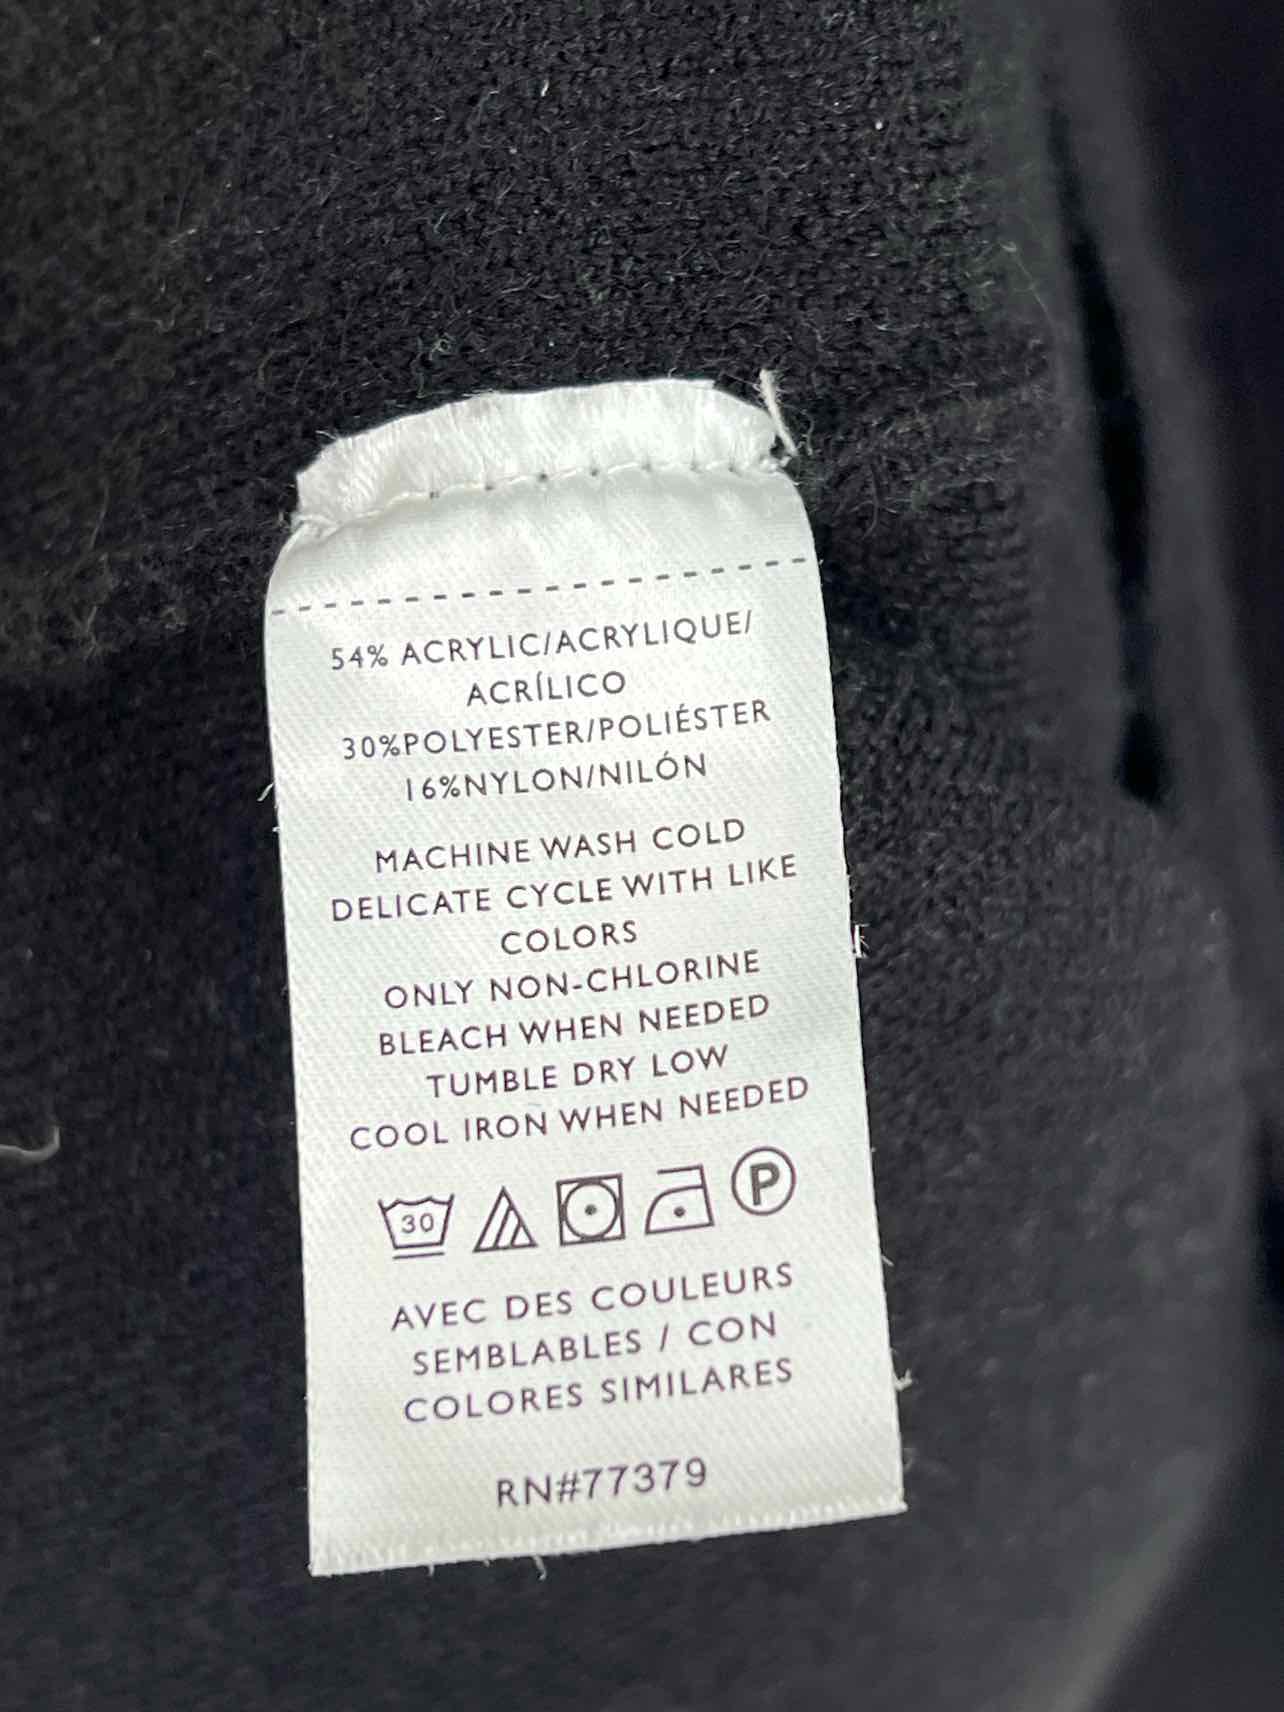 54% ACRYLIC/ACRYLIQUE/
ACRÍLICO
30%POLYESTER/POLIÉSTER
16%NYLON/NILÓN
MACHINE WASH COLD
DELICATE CYCLE WITH LIKE
COLORS
ONLY NON-CHLORINE
BLEACH WHEN NEEDED
TUMBLE DRY LOW
COOL IRON WHEN NEEDED
30 P
AVEC DES COULEURS
SEMBLABLES / CON
COLORES SIMILARES
RN#77379